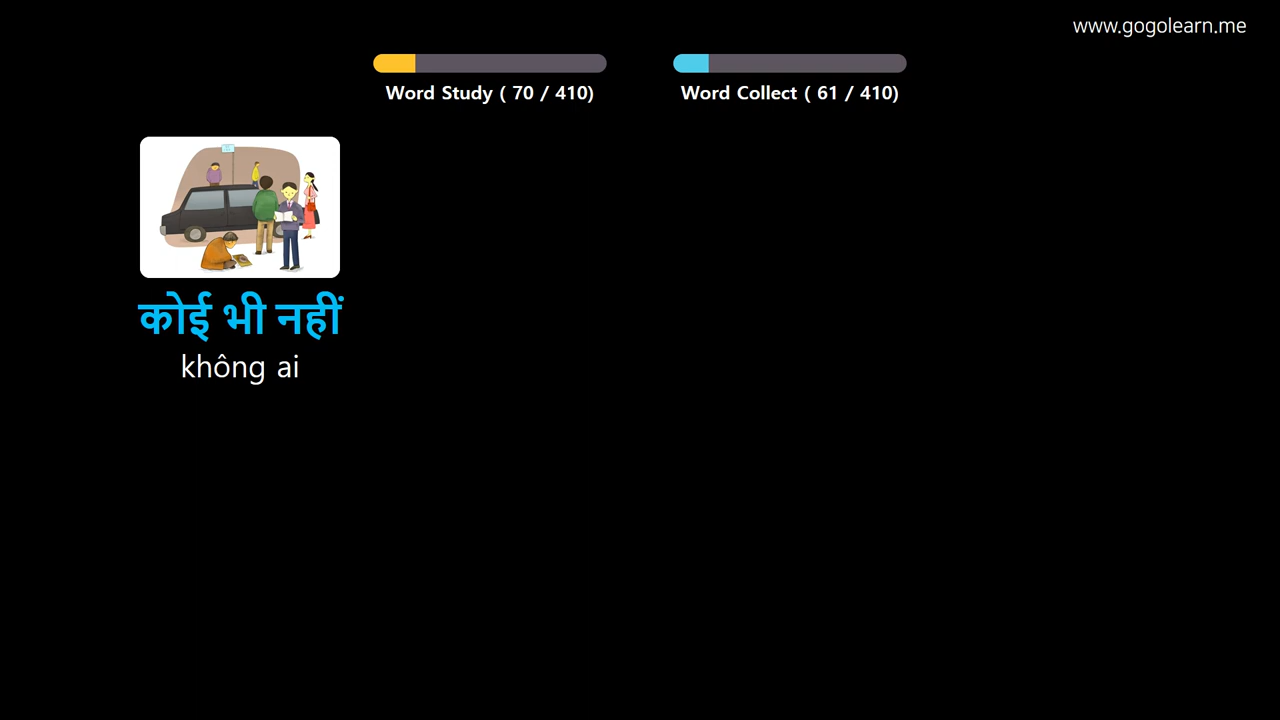 www.gogolearn.me
Word Study ( 70 / 410)
Word Collect ( 61 / 410)
कोई भी नहीं
không ai